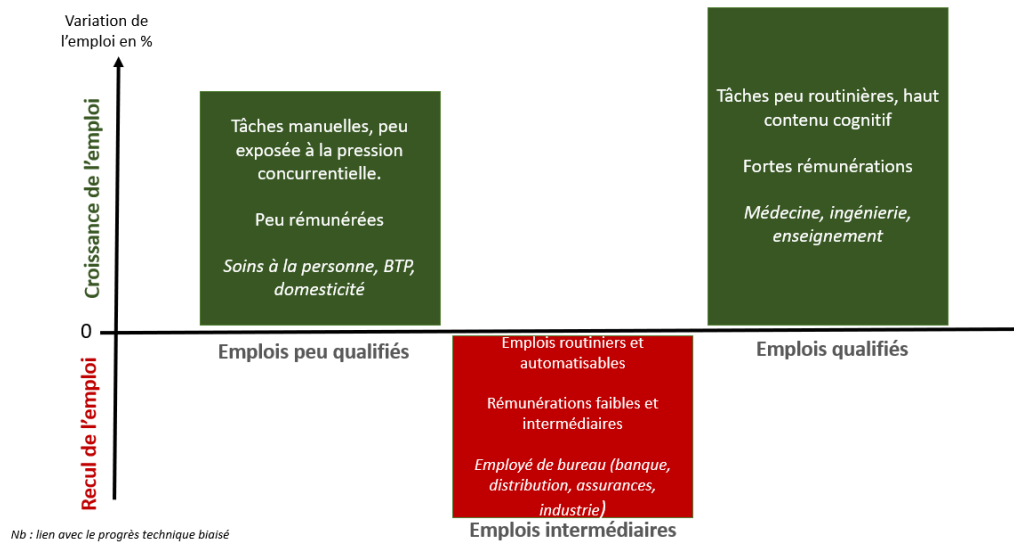 Variation de
l'emploi en %
Croissance de l'emploi
Tâches manuelles, peu
exposée à la pression
concurrentielle.
Peu rémunérées
Soins à la personne, BTP,
domesticité
Tâches peu routinières, haut
contenu cognitif
Fortes rémunérations
Médecine, ingénierie,
enseignement
0
Emplois peu qualifiés
Emplois qualifiés
Recul de l'emploi
Emplois routiniers et
automatisables
Rémunérations faibles et
intermédiaires
Employé de bureau (banque,
distribution, assurances,
industrie)
Emplois intermédiaires
Nb : lien avec le progrès technique biaisé